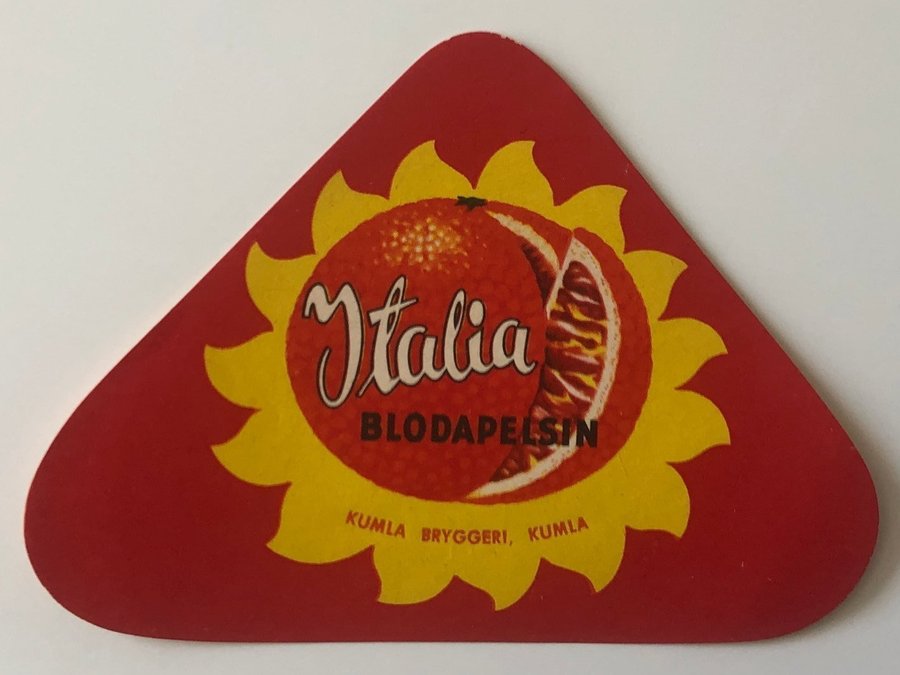 Italia
BLODAPELSIN
KUMLA BRYGGERI, KUMLA